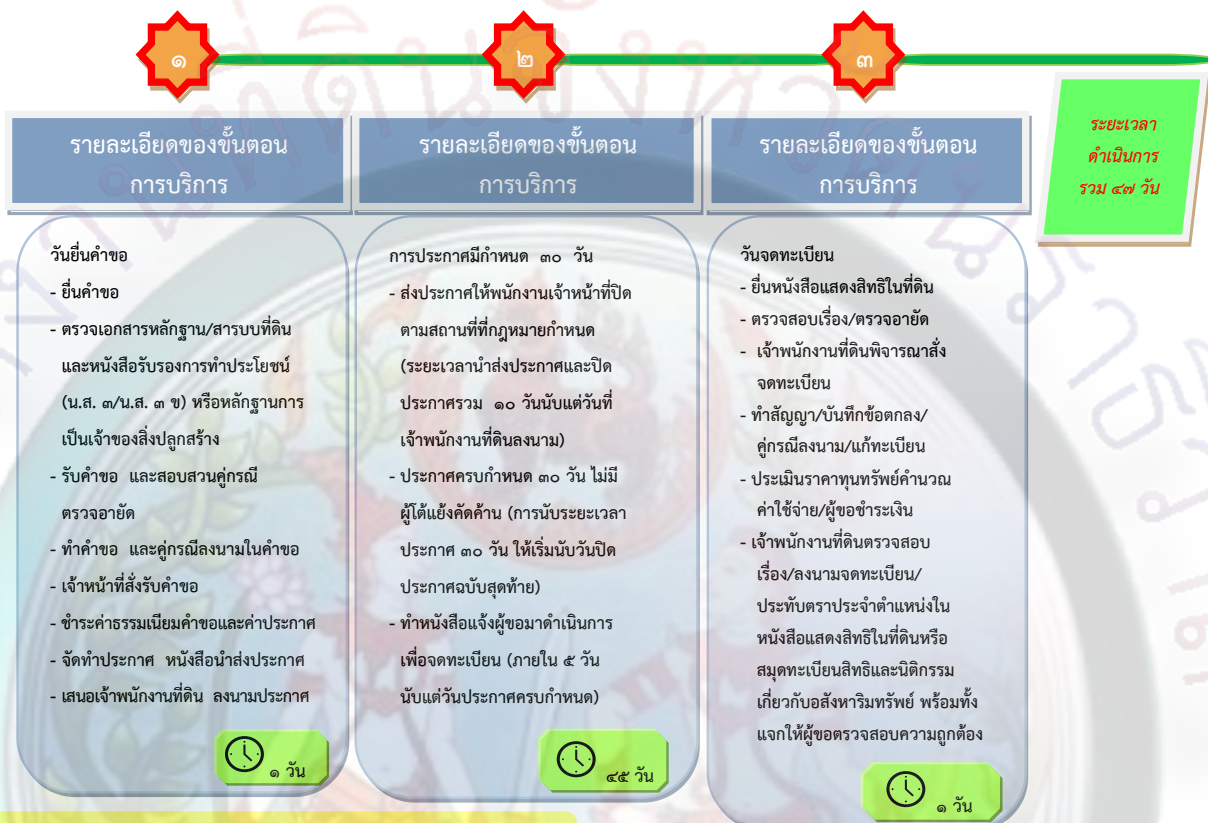 ๑
๒
๓
ระยะเวลา
ดำเนินการ
รวม ๔๗ วัน
รายละเอียดของขั้นตอน
การบริการ
วันยื่นคำขอ
- ยื่นคำขอ
- ตรวจเอกสารหลักฐาน/สารบบที่ดิน
และหนังสือรับรองการทำประโยชน์
(น.ส. ๓/น.ส. ๓ ข) หรือหลักฐานการ
เป็นเจ้าของสิ่งปลูกสร้าง
- รับคำขอ และสอบสวนคู่กรณี
ตรวจอายัด
- ทำคำขอ และคู่กรณีลงนามในคำขอ
- เจ้าหน้าที่สั่งรับคำขอ
- ชำระค่าธรรมเนียมคำขอและค่าประกาศ
- จัดทำประกาศ หนังสือนำส่งประกาศ
- เสนอเจ้าพนักงานที่ดิน ลงนามประกาศ
๑ วัน
รายละเอียดของขั้นตอน
การบริการ
การประกาศมีกำหนด ๓๐ วัน
- ส่งประกาศให้พนักงานเจ้าหน้าที่ปิด
ตามสถานที่ที่กฎหมายกำหนด
(ระยะเวลานำส่งประกาศและปิด
ประกาศรวม ๑๐ วันนับแต่วันที่
เจ้าพนักงานที่ดินลงนาม)
- ประกาศครบกำหนด ๓๐ วัน ไม่มี
ผู้โต้แย้งคัดค้าน (การนับระยะเวลา
ประกาศ ๓๐ วัน ให้เริ่มนับวันปิด
ประกาศฉบับสุดท้าย)
- ทำหนังสือแจ้งผู้ขอมาดำเนินการ
เพื่อจดทะเบียน (ภายใน ๕ วัน
นับแต่วันประกาศครบกำหนด)
๔๕ วัน
รายละเอียดของขั้นตอน
การบริการ
วันจดทะเบียน
- ยื่นหนังสือแสดงสิทธิในที่ดิน
- ตรวจสอบเรื่อง/ตรวจอายัด
- เจ้าพนักงานที่ดินพิจารณาสั่ง
จดทะเบียน
- ทำสัญญา/บันทึกข้อตกลง/
คู่กรณีลงนาม/แก้ทะเบียน
- ประเมินราคาทุนทรัพย์คำนวณ
ค่าใช้จ่าย/ผู้ขอชำระเงิน
- เจ้าพนักงานที่ดินตรวจสอบ
เรื่อง/ลงนามจดทะเบียน/
ประทับตราประจำตำแหน่งใน
หนังสือแสดงสิทธิในที่ดินหรือ
สมุดทะเบียนสิทธิและนิติกรรม
เกี่ยวกับอสังหาริมทรัพย์ พร้อมทั้ง
แจกให้ผู้ขอตรวจสอบความถูกต้อง
๑ วัน